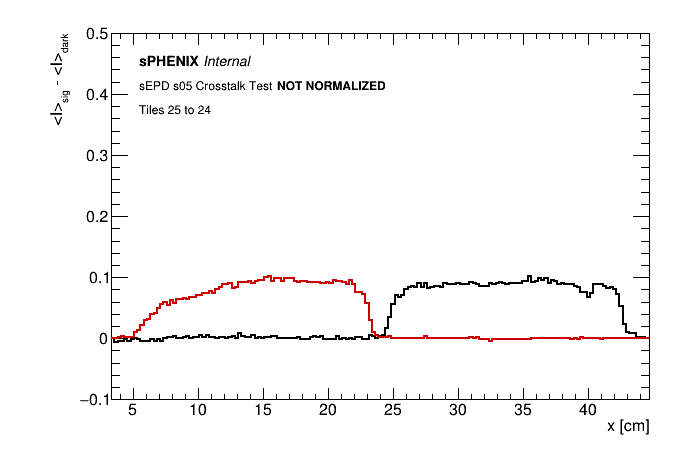 <I>sig - <I>dark
0.5
sPHENIX Internal
sEPD s05 Crosstalk Test NOT NORMALIZED
0.4
Tiles 25 to 24
0.3
0.2
0.1
0
−0.1
5 10 15 20 25 30 35 40
x [cm]